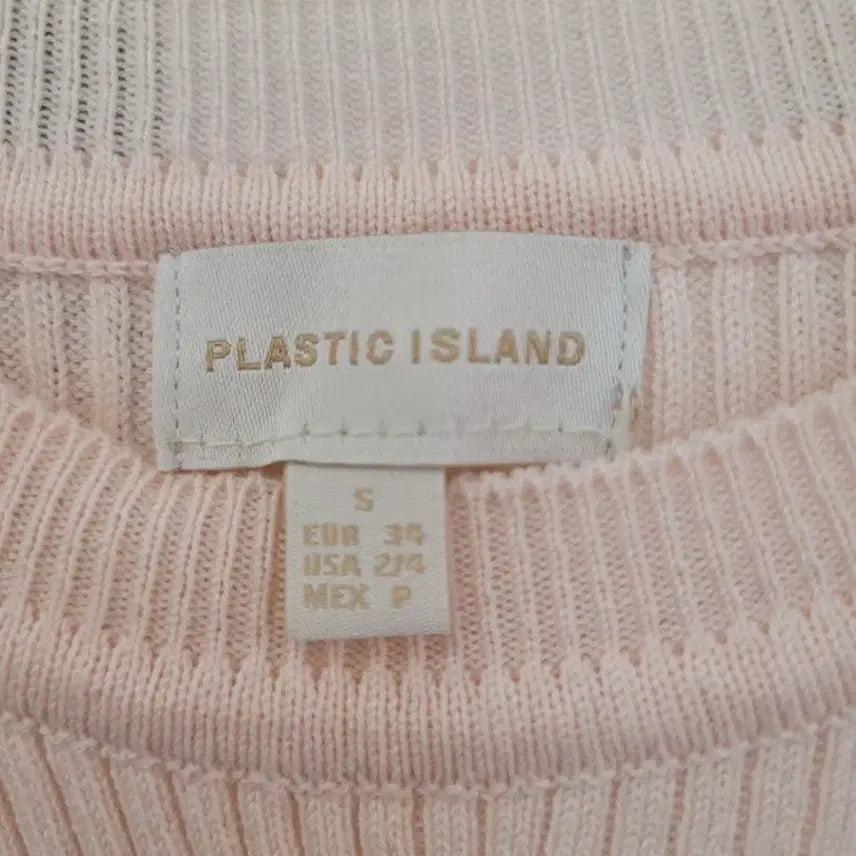 PLASTIC ISLAND
S
EUR 34
USA 2/4
MEX P